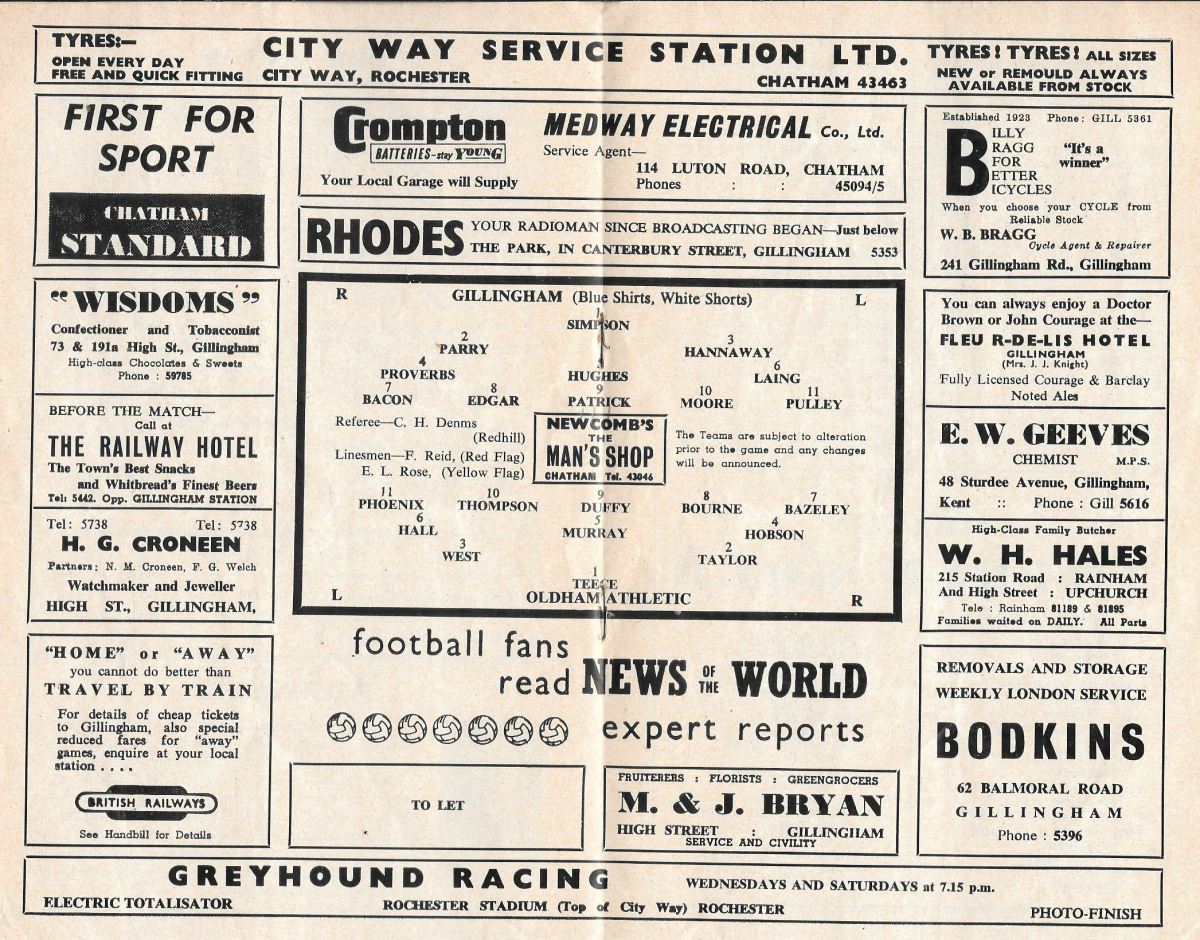 TYRES:—
OPEN EVERY DAY
FREE AND QUICK FITTING
CITY WAY SERVICE STATION LTD.
CITY WAY, ROCHESTER
CHATHAM 43463
TYRES! TYRES! ALL SIZES
NEW or REMOULD ALWAYS
AVAILABLE FROM STOCK
FIRST FOR
SPORT
CHATHAM
STANDARD
Crompton
BATTERIES-stay YOUNG
Your Local Garage will Supply
MEDWAY ELECTRICAL Co., Ltd.
Service Agent—
114 LUTON ROAD, CHATHAM
Phones : : 45094/5
Established 1923 Phone: GILL 5361
BILLY
BRAGG
FOR
BETTER
BICYCLES
"It's a
winner"
When you choose your CYCLE from
Reliable Stock
W. B. BRAGG
Cycle Agent & Repairer
241 Gillingham Rd., Gillingham
RHODES
YOUR RADIOMAN SINCE BROADCASTING BEGAN—Just below
THE PARK, IN CANTERBURY STREET, GILLINGHAM 5353
"WISDOMS"
Confectioner and Tobacconist
73 & 191a High St., Gillingham
High-class Chocolates & Sweets
Phone : 59785
BEFORE THE MATCH—
Call at
THE RAILWAY HOTEL
The Town's Best Snacks
and Whitbread's Finest Beers
Tel: 5442. Opp. GILLINGHAM STATION
Tel: 5738 Tel: 5738
H. G. CRONEEN
Partners: N. M. Croneen, F. G. Welch
Watchmaker and Jeweller
HIGH ST., GILLINGHAM,
R GILLINGHAM (Blue Shirts, White Shorts) L
1
SIMPSON
2 3
PARRY HANNAWAY
4 5 6
PROVERBS HUGHES LAING
7 8 9 10 11
BACON EDGAR PATRICK MOORE PULLEY
Referee—C. H. Denms
(Redhill)
Linesmen—F. Reid, (Red Flag)
E. L. Rose, (Yellow Flag)
NEWCOMB'S
THE
MAN'S SHOP
CHATHAM Tel. 43046
The Teams are subject to alteration
prior to the game and any changes
will be announced.
11 10 9 8 7
PHOENIX THOMPSON DUFFY BOURNE BAZELEY
6 5 4
HALL MURRAY HOBSON
3 2
WEST TAYLOR
1
TEECE
L OLDHAM ATHLETIC R
You can always enjoy a Doctor
Brown or John Courage at the—
FLEU R-DE-LIS HOTEL
GILLINGHAM
(Mrs. J. J. Knight)
Fully Licensed Courage & Barclay
Noted Ales
E. W. GEEVES
CHEMIST M.P.S.
48 Sturdee Avenue, Gillingham,
Kent :: Phone : Gill 5616
High-Class Family Butcher
W. H. HALES
215 Station Road : RAINHAM
And High Street : UPCHURCH
Tele : Rainham 81189 & 81895
Families waited on DAILY. All Parts
"HOME" or "AWAY"
you cannot do better than
TRAVEL BY TRAIN
For details of cheap tickets
to Gillingham, also special
reduced fares for "away"
games, enquire at your local
station . . . .
BRITISH RAILWAYS
See Handbill for Details
football fans
read NEWS OF THE WORLD
expert reports
TO LET
FRUITERERS : FLORISTS : GREENGROCERS
M. & J. BRYAN
HIGH STREET : GILLINGHAM
SERVICE AND CIVILITY
REMOVALS AND STORAGE
WEEKLY LONDON SERVICE
BODKINS
62 BALMORAL ROAD
GILLINGHAM
Phone : 5396
GREYHOUND RACING
WEDNESDAYS AND SATURDAYS at 7.15 p.m.
ELECTRIC TOTALISATOR
ROCHESTER STADIUM (Top of City Way) ROCHESTER
PHOTO-FINISH